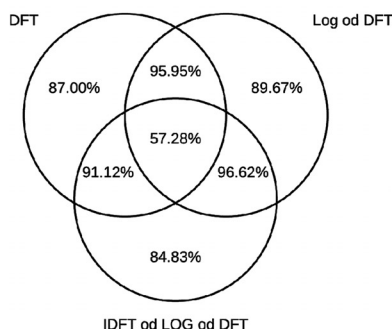 DFT
Log od DFT
95.95%
87.00%
89.67%
57.28%
91.12%
96.62%
84.83%
IDFT od LOG od DFT